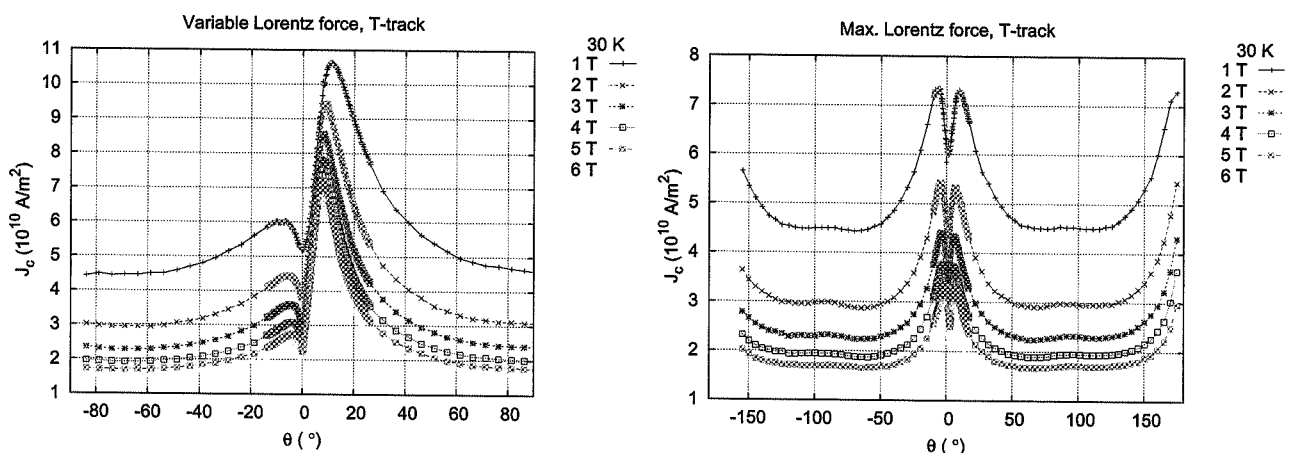 Variable Lorentz force, T-track
11
10
9
8
7
6
5
4
3
2
1
J_c (10^10 A/m^2)
-80 -60 -40 -20 0 20 40 60 80
θ ( °)
30 K
1 T
2 T
3 T
4 T
5 T
6 T
Max. Lorentz force, T-track
8
7
6
5
4
3
2
1
J_c (10^10 A/m^2)
-150 -100 -50 0 50 100 150
θ ( °)
30 K
1 T
2 T
3 T
4 T
5 T
6 T